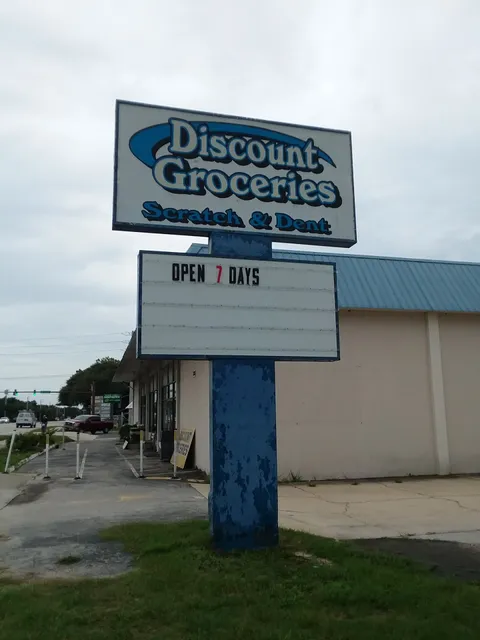 Discount
Groceries
Scratch & Dent
OPEN 7 DAYS